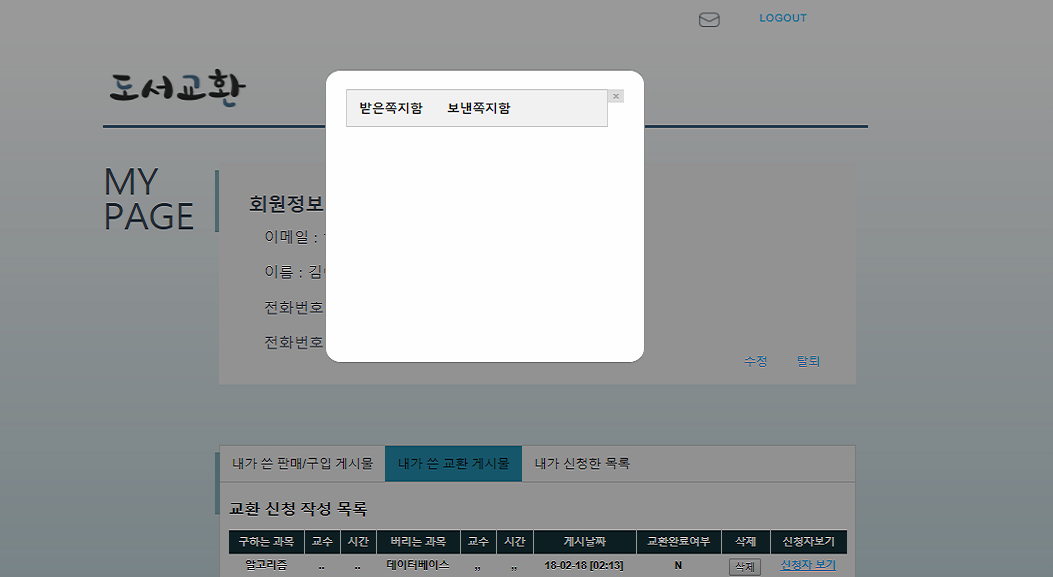 LOGOUT
도서교환
받은쪽지함 보낸쪽지함
MY
PAGE
회원정보
이메일 :
이름 : 김
전화번호
전화번호
수정 탈퇴
내가 쓴 판매/구입 게시물 내가 쓴 교환 게시물 내가 신청한 목록
교환 신청 작성 목록
구하는 과목 교수 시간 버리는 과목 교수 시간 게시날짜 교환완료여부 삭제 신청자보기
알고리즘 .. .. 데이터베이스 ,, ,, 18-02-18 [02:13] N 삭제 신청자 보기